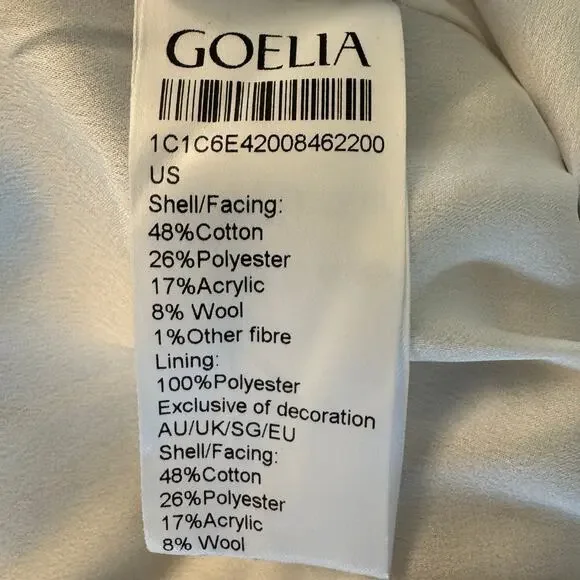 GOELIA
1C1C6E42008462200
US
Shell/Facing:
48%Cotton
26%Polyester
17%Acrylic
8% Wool
1%Other fibre
Lining:
100%Polyester
Exclusive of decoration
AU/UK/SG/EU
Shell/Facing:
48%Cotton
26%Polyester
17%Acrylic
8% Wool